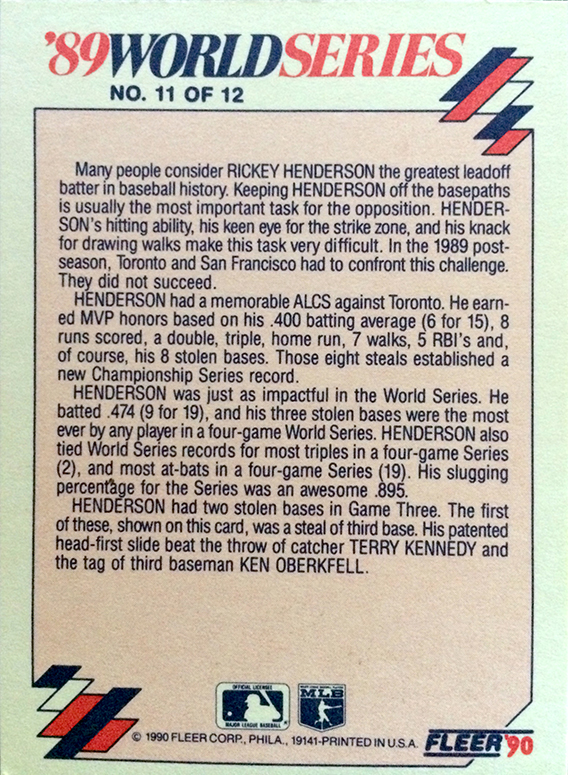 '89WORLDSERIES
NO. 11 OF 12
Many people consider RICKEY HENDERSON the greatest leadoff
batter in baseball history. Keeping HENDERSON off the basepaths
is usually the most important task for the opposition. HENDER-
SON's hitting ability, his keen eye for the strike zone, and his knack
for drawing walks make this task very difficult. In the 1989 post-
season, Toronto and San Francisco had to confront this challenge.
They did not succeed.
HENDERSON had a memorable ALCS against Toronto. He earn-
ed MVP honors based on his .400 batting average (6 for 15), 8
runs scored, a double, triple, home run, 7 walks, 5 RBI's and,
of course, his 8 stolen bases. Those eight steals established a
new Championship Series record.
HENDERSON was just as impactful in the World Series. He
batted .474 (9 for 19), and his three stolen bases were the most
ever by any player in a four-game World Series. HENDERSON also
tied World Series records for most triples in a four-game Series
(2), and most at-bats in a four-game Series (19). His slugging
percentage for the Series was an awesome .895.
HENDERSON had two stolen bases in Game Three. The first
of these, shown on this card, was a steal of third base. His patented
head-first slide beat the throw of catcher TERRY KENNEDY and
the tag of third baseman KEN OBERKFELL.
OFFICIAL LICENSEE
MAJOR LEAGUE BASEBALL
MLB
© 1990 FLEER CORP., PHILA., 19141-PRINTED IN U.S.A.
FLEER '90